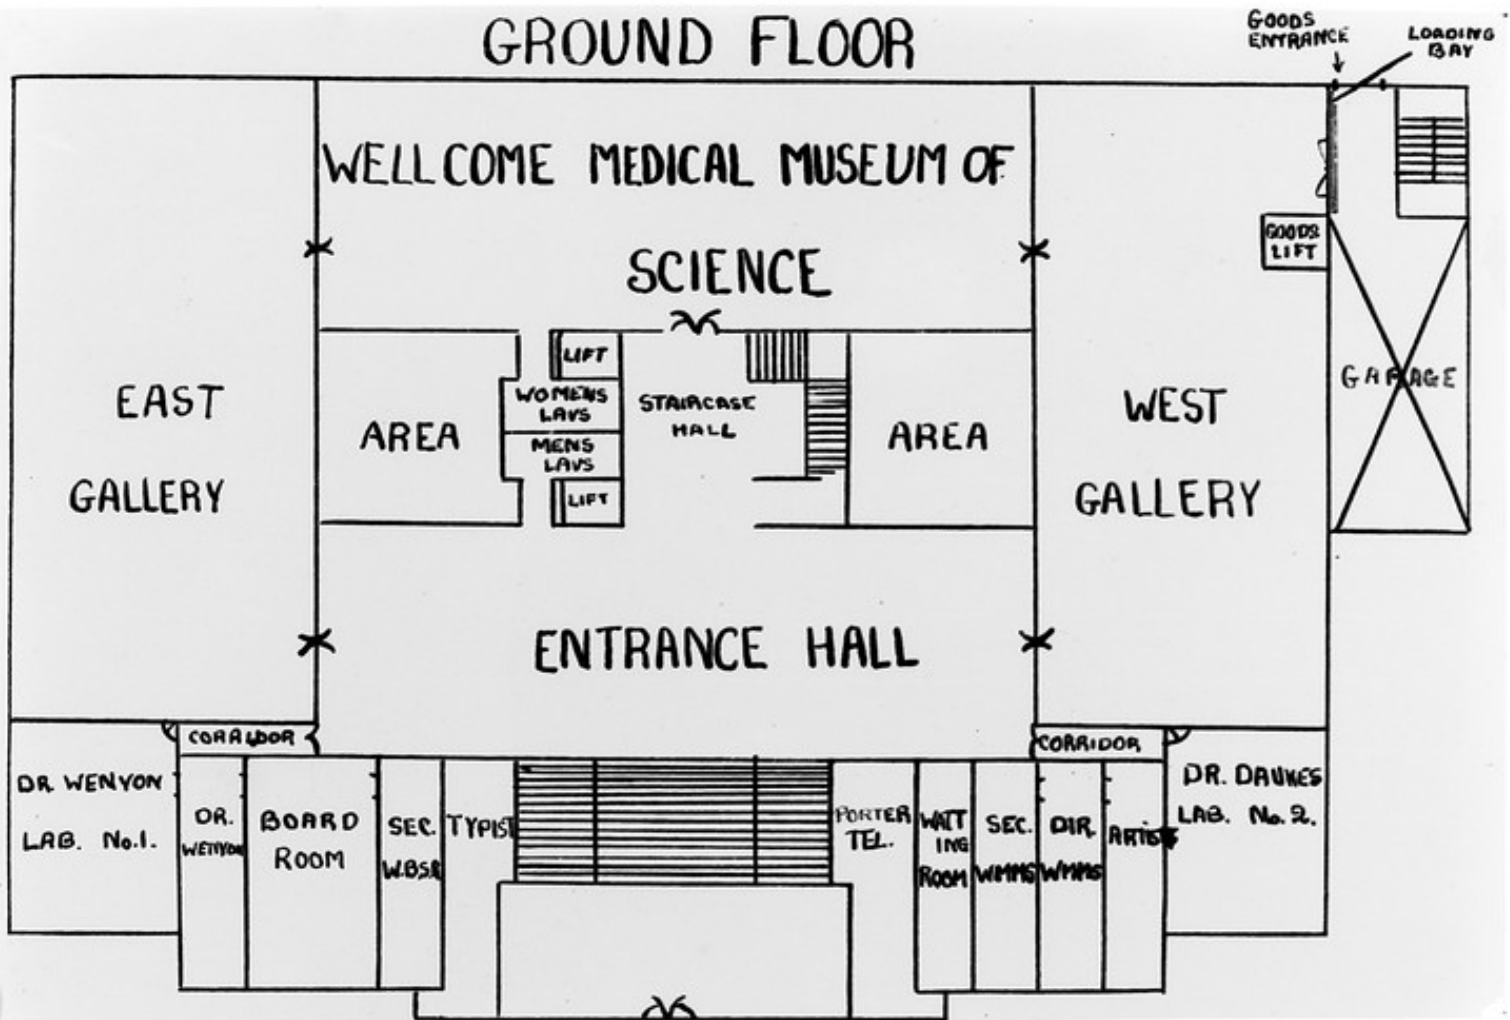 GROUND FLOOR
GOODS
ENTRANCE
LOADING
BAY
WELLCOME MEDICAL MUSEUM OF
SCIENCE
GOODS
LIFT
EAST
GALLERY
AREA
LIFT
WOMENS
LAVS
MENS
LAVS
LIFT
STAIRCASE
HALL
AREA
WEST
GALLERY
GARAGE
ENTRANCE HALL
CORRIDOR
CORRIDOR
DR WENYON
LAB. No.1.
DR.
WENYON
BOARD
ROOM
SEC.
W.B.S.R
TYPIST
PORTER
TEL.
WAIT
ING
ROOM
SEC.
WMMS
DIR.
WMMS
ARTIST
DR. DAUKES
LAB. No.2.